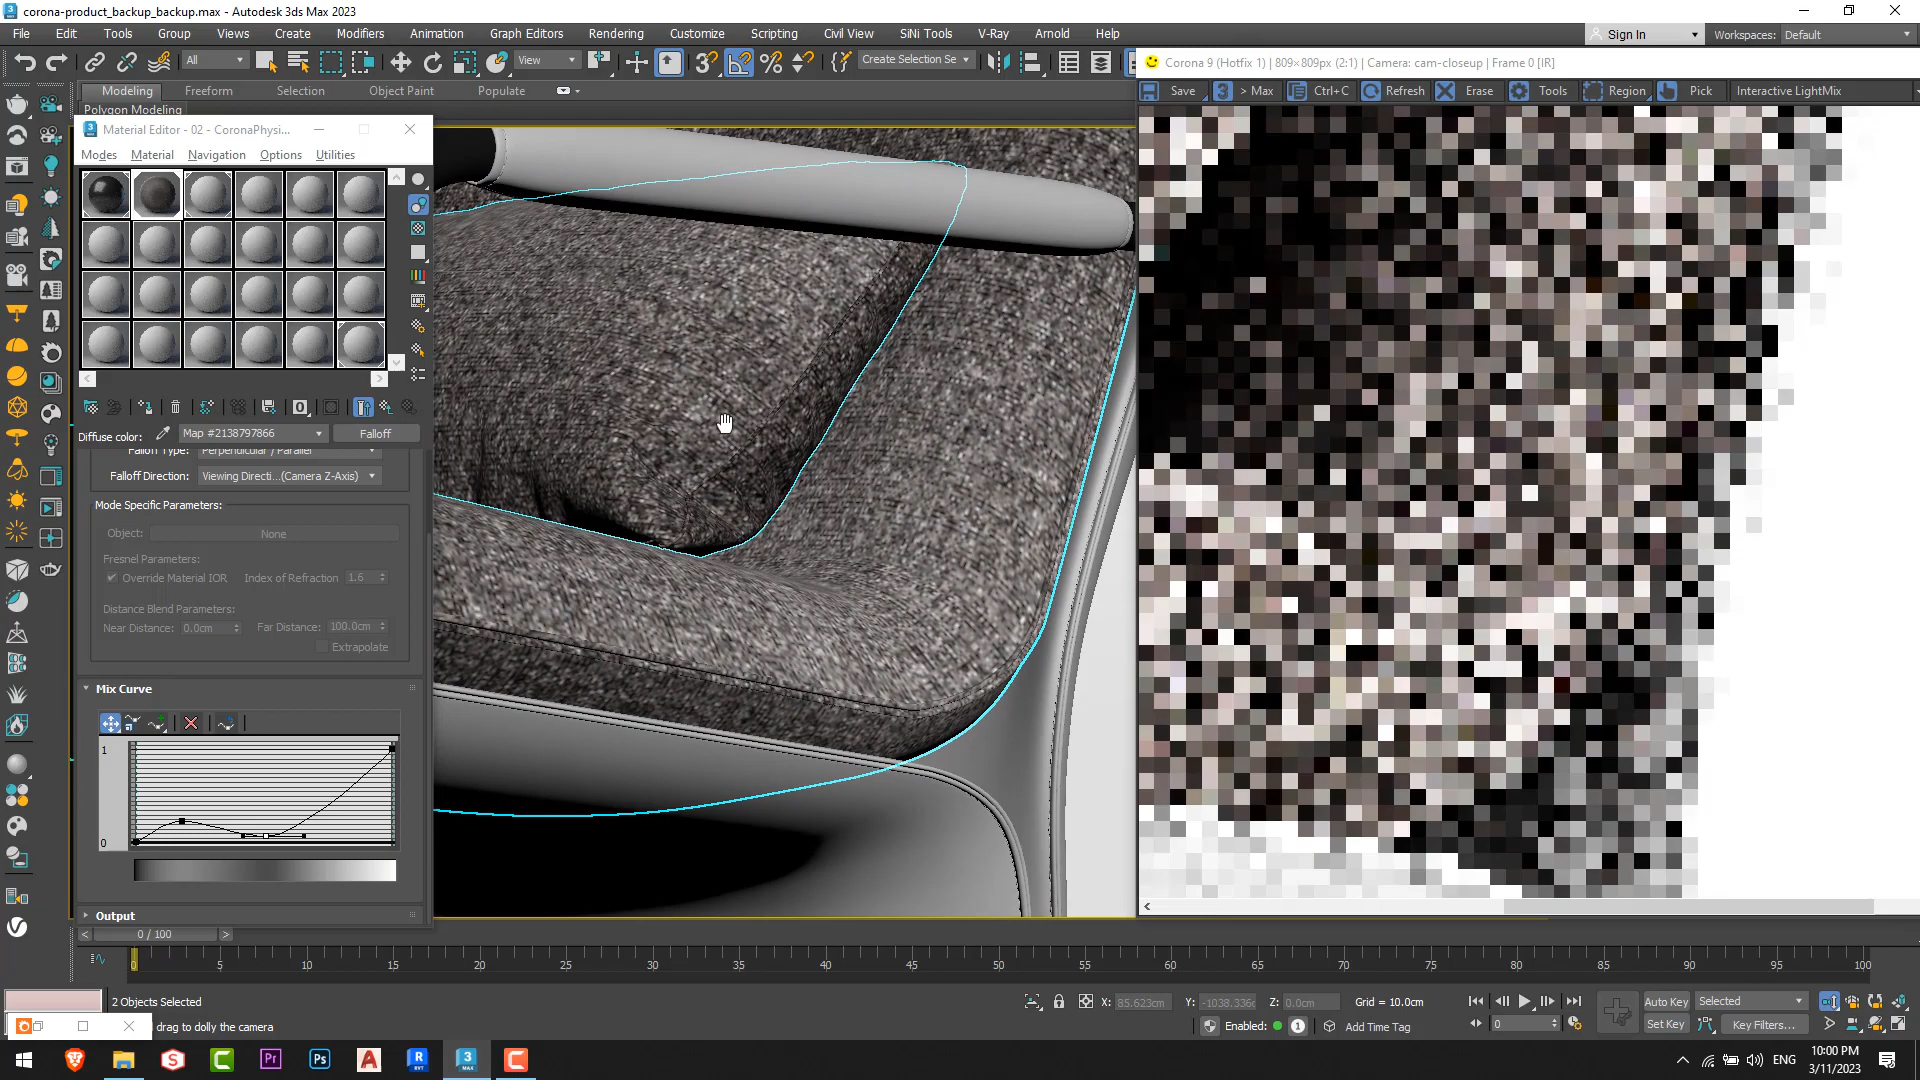 corona-product_backup_backup.max - Autodesk 3ds Max 2023
File Edit Tools Group Views Create Modifiers Animation Graph Editors Rendering Customize Scripting Civil View SiNi Tools V-Ray Arnold Help
Sign In
Workspaces: Default
All
View
Create Selection Se
Corona 9 (Hotfix 1) | 809×809px (2:1) | Camera: cam-closeup | Frame 0 [IR]
Modeling Freeform Selection Object Paint Populate
Save > Max Ctrl+C Refresh Erase Tools Region Pick Interactive LightMix
Polygon Modeling
Material Editor - 02 - CoronaPhysi...
Modes Material Navigation Options Utilities
Diffuse color: Map #2138797866 Falloff
Falloff Type: Perpendicular / Parallel
Falloff Direction: Viewing Directi...(Camera Z-Axis)
Mode Specific Parameters:
Object: None
Fresnel Parameters:
Override Material IOR Index of Refraction 1.6
Distance Blend Parameters:
Near Distance: 0.0cm Far Distance: 100.0cm
Extrapolate
Mix Curve
1
0
Output
0 / 100
0 5 10 15 20 25 30 35 40 45 50 55 60 65 70 75 80 85 90 95 100
2 Objects Selected
X: 85.623cm Y: -1038.336c Z: 0.0cm Grid = 10.0cm
Auto Key Selected
drag to dolly the camera
Enabled: 1 Add Time Tag
0
Set Key Key Filters...
ENG
10:00 PM
3/11/2023